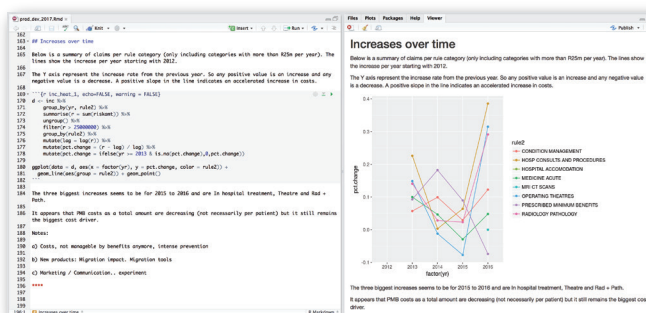 prod.dev.2017.Rmd
Knit
Insert
Run
162
163 ## Increases over time
164
165 Below is a summary of claims per rule category (only including categories with more than R25m per year). The
lines show the increase per year starting with 2012.
166
167 The Y axis represent the increase rate from the previous year. So any positive value is an increase and any
negative value is a decrease. A positive slope in the line indicates an accelerated increase in costs.
168
169 ```{r inc_heat_1, echo=FALSE, warning = FALSE}
170 d <- inc %>%
171 group_by(yr, rule2) %>%
172 summarise(r = sum(riskamt)) %>%
173 ungroup() %>%
174 filter(r > 25000000) %>%
175 group_by(rule2) %>%
176 mutate(lag = lag(r)) %>%
177 mutate(pct.change = (r - lag) / lag) %>%
178 mutate(pct.change = ifelse(yr >= 2013 & is.na(pct.change),0,pct.change))
179
180 ggplot(data = d, aes(x = factor(yr), y = pct.change, color = rule2)) +
181 geom_line(aes(group = rule2)) + geom_point()
182 ```
183
184 The three biggest increases seems to be for 2015 to 2016 and are In hospital treatment, Theatre and Rad +
Path.
185
186 It appears that PMB costs as a total amount are decreasing (not necessarily per patient) but it still remains
the biggest cost driver.
187
188 Notes:
189
190 a) Costs, not manageble by benefits anymore, intense prevention
191
192 b) New products: Migration impact. Migration tools
193
194 c) Marketing / Communication.. experiment
195
196 ****
197
198
199
196:1 Increases over time
R Markdown
Files Plots Packages Help Viewer
Publish
Increases over time
Below is a summary of claims per rule category (only including categories with more than R25m per year). The lines show
the increase per year starting with 2012.
The Y axis represent the increase rate from the previous year. So any positive value is an increase and any negative value
is a decrease. A positive slope in the line indicates an accelerated increase in costs.
0.4
0.3
0.2
0.1
0.0
-0.1
pct.change
2012 2013 2014 2015 2016
factor(yr)
rule2
CONDITION MANAGEMENT
HOSP CONSULTS AND PROCEDURES
HOSPITAL ACCOMODATION
MEDICINE ACUTE
MRI CT SCANS
OPERATING THEATRES
PRESCRIBED MINIMUM BENEFITS
RADIOLOGY PATHOLOGY
The three biggest increases seems to be for 2015 to 2016 and are In hospital treatment, Theatre and Rad + Path.
It appears that PMB costs as a total amount are decreasing (not necessarily per patient) but it still remains the biggest cost
driver.